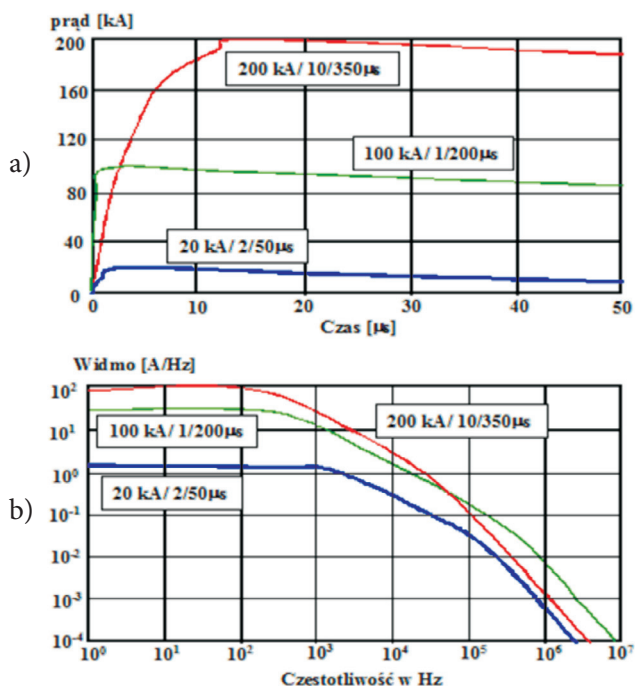 prąd [kA]
200
200 kA/ 10/350µs
160
120
100 kA/ 1/200µs
a)
80
20 kA/ 2/50µs
40
0
0 10 20 30 40 50
Czas [µs]
Widmo [A/Hz]
10²
200 kA/ 10/350µs
10¹
100 kA/ 1/200µs
10⁰
20 kA/ 2/50µs
b)
10⁻¹
10⁻²
10⁻³
10⁻⁴
10⁰ 10¹ 10² 10³ 10⁴ 10⁵ 10⁶ 10⁷
Częstotliwość w Hz